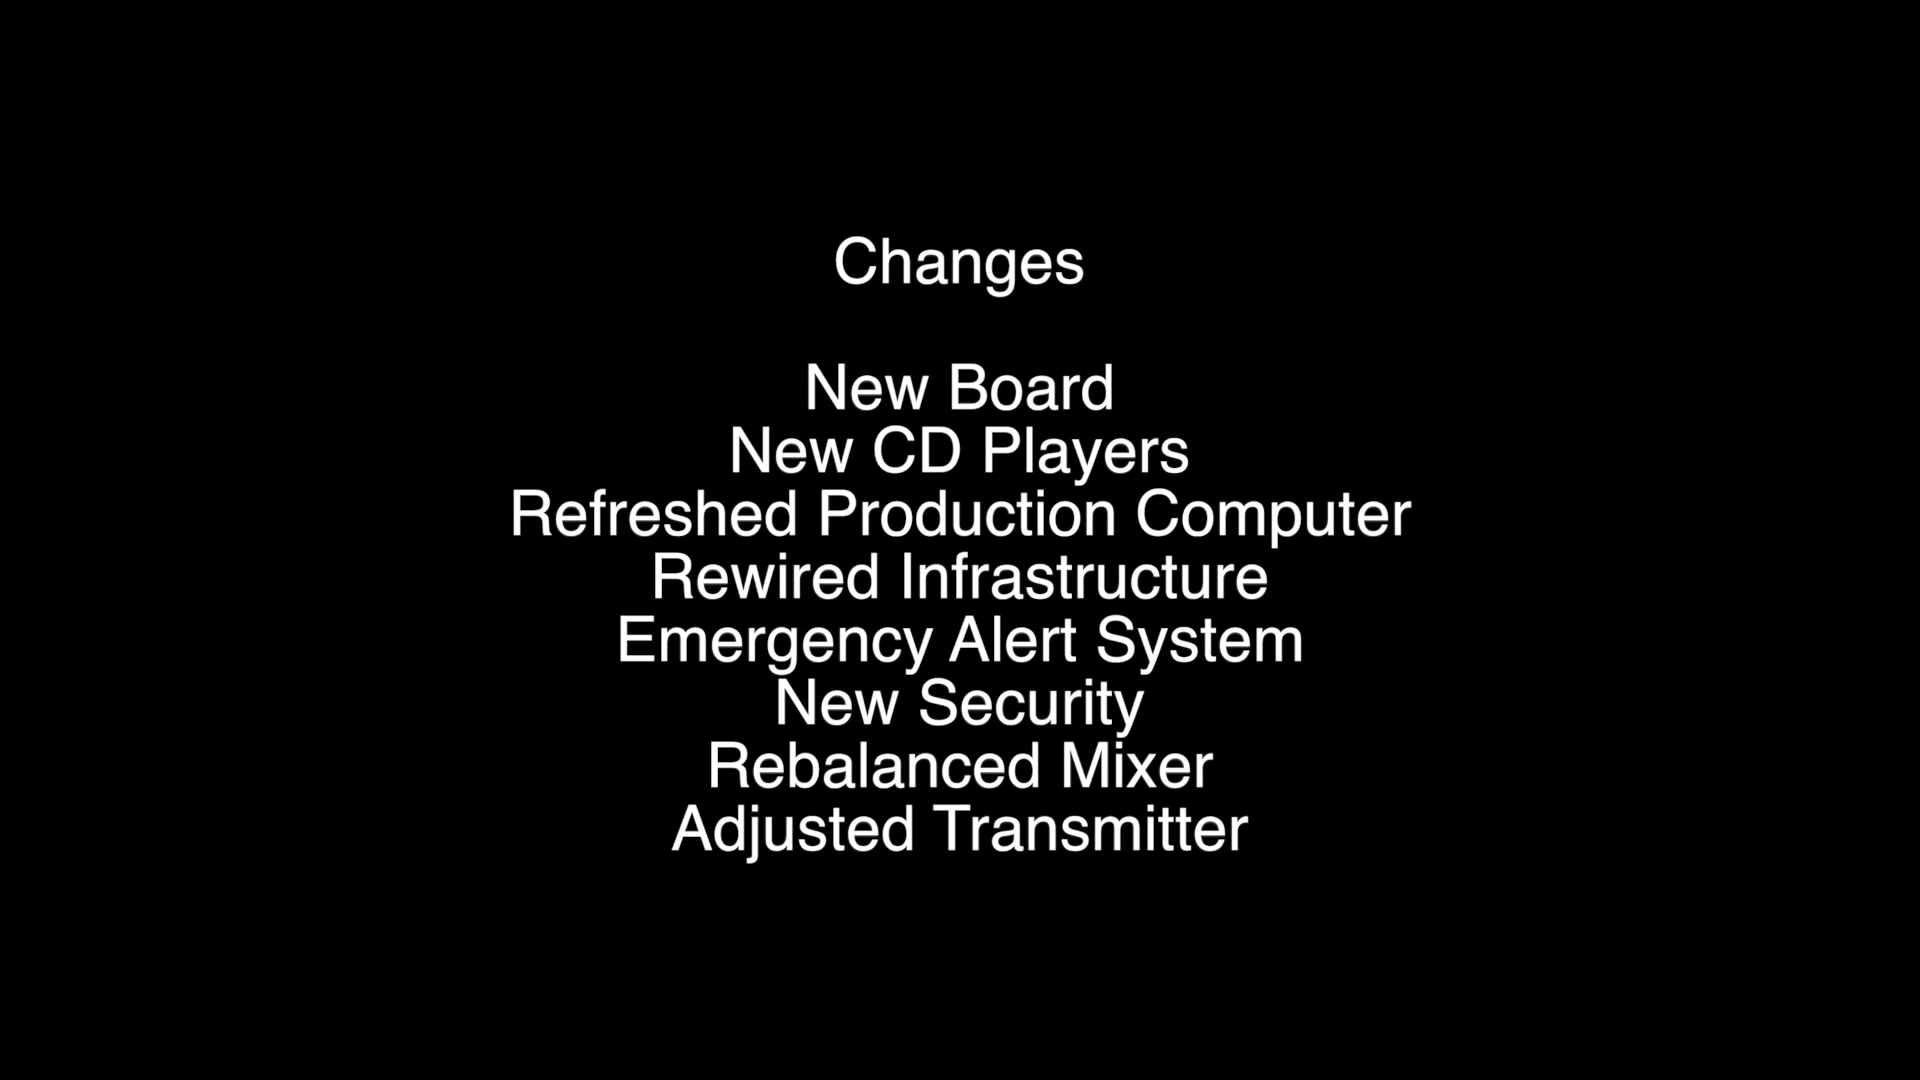 Changes
New Board
New CD Players
Refreshed Production Computer
Rewired Infrastructure
Emergency Alert System
New Security
Rebalanced Mixer
Adjusted Transmitter